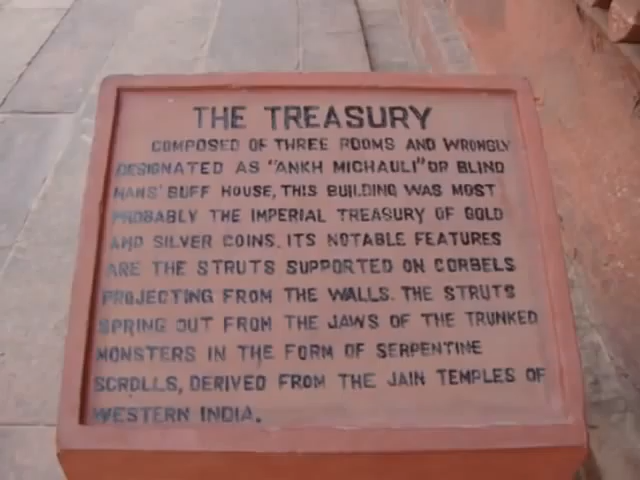 THE TREASURY
COMPOSED OF THREE ROOMS AND WRONGLY
DESIGNATED AS "ANKH MICHAULI" OR BLIND
MANS' BUFF HOUSE, THIS BUILDING WAS MOST
PROBABLY THE IMPERIAL TREASURY OF GOLD
AND SILVER COINS. ITS NOTABLE FEATURES
ARE THE STRUTS SUPPORTED ON CORBELS
PROJECTING FROM THE WALLS. THE STRUTS
SPRING OUT FROM THE JAWS OF THE TRUNKED
MONSTERS IN THE FORM OF SERPENTINE
SCROLLS, DERIVED FROM THE JAIN TEMPLES OF
WESTERN INDIA.